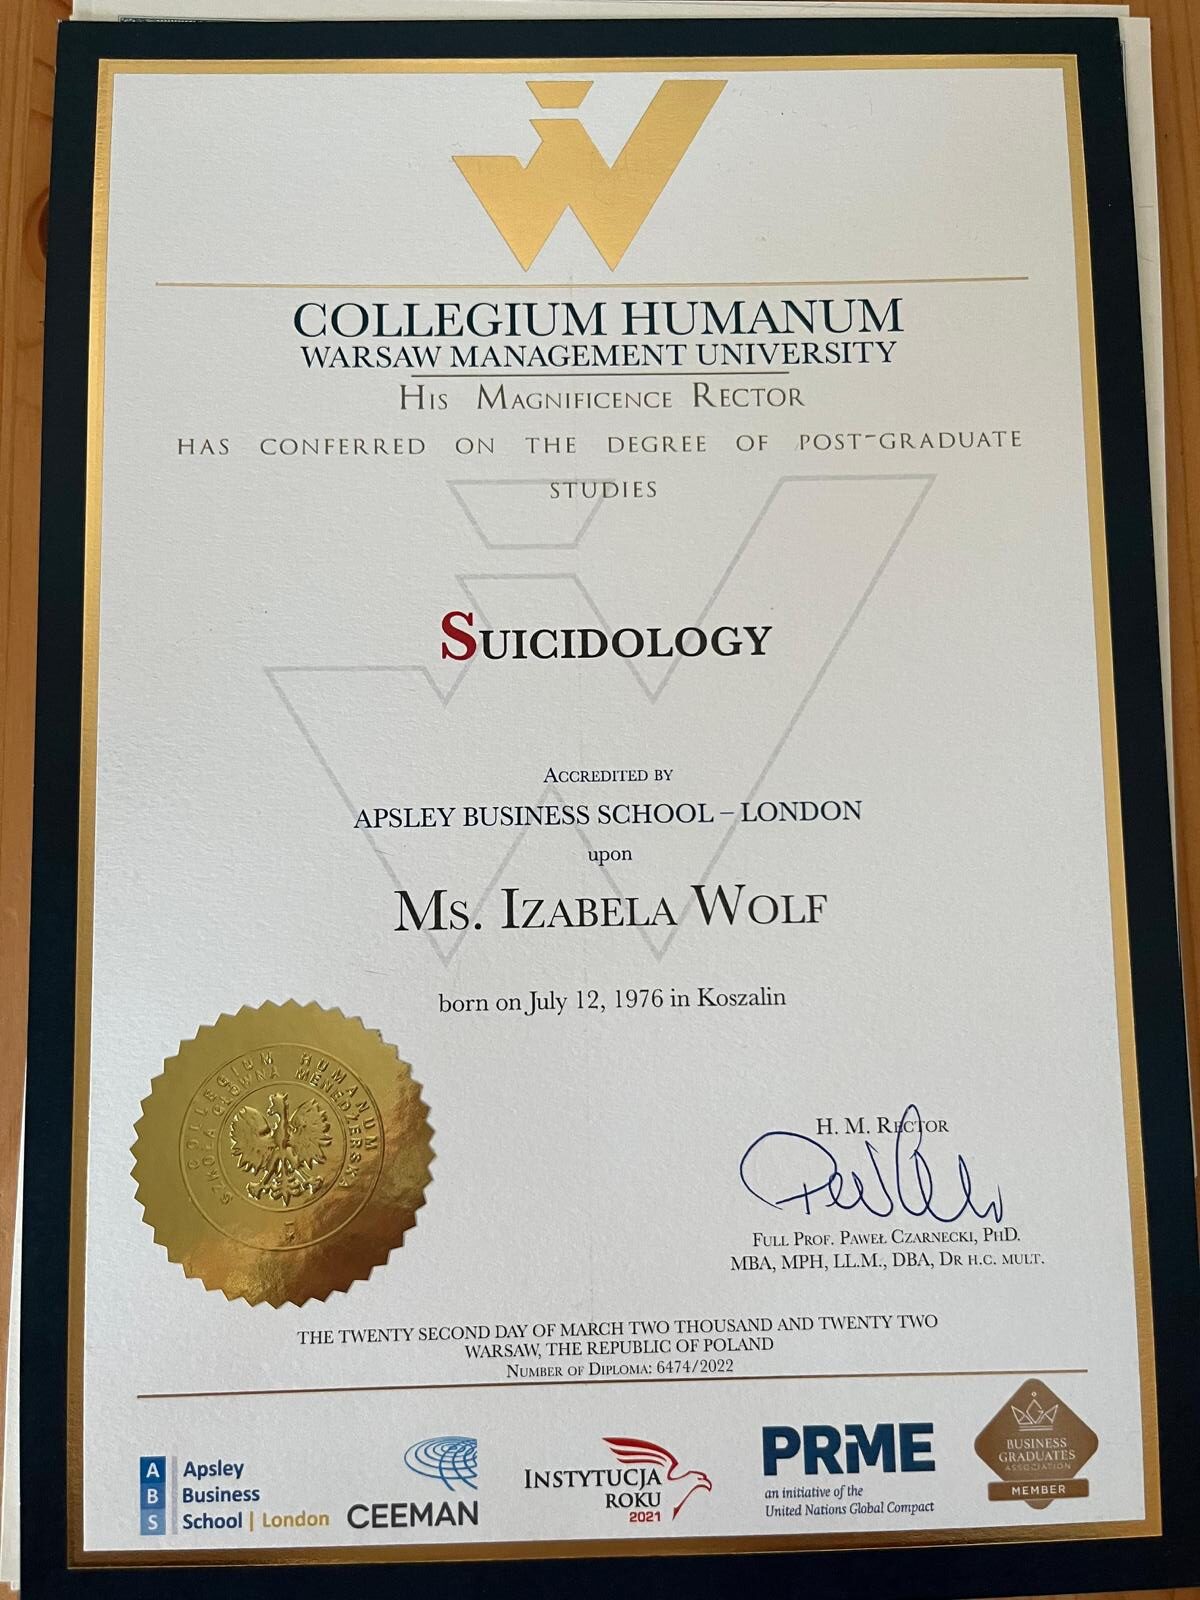 COLLEGIUM HUMANUM
WARSAW MANAGEMENT UNIVERSITY
His Magnificence Rector
HAS CONFERRED ON THE DEGREE OF POST-GRADUATE
STUDIES
SUICIDOLOGY
ACCREDITED BY
APSLEY BUSINESS SCHOOL – LONDON
upon
Ms. Izabela Wolf
born on July 12, 1976 in Koszalin
COLLEGIUM HUMANUM
SZKOŁA GŁÓWNA MENEDŻERSKA
H. M. Rector
Full Prof. Paweł Czarnecki, PhD.
MBA, MPH, LL.M., DBA, Dr h.c. mult.
THE TWENTY SECOND DAY OF MARCH TWO THOUSAND AND TWENTY TWO
WARSAW, THE REPUBLIC OF POLAND
Number of Diploma: 6474/2022
A B S
Apsley
Business
School | London
CEEMAN
INSTYTUCJA
ROKU
2021
PRME
an initiative of the
United Nations Global Compact
BUSINESS
GRADUATES
ASSOCIATION
MEMBER